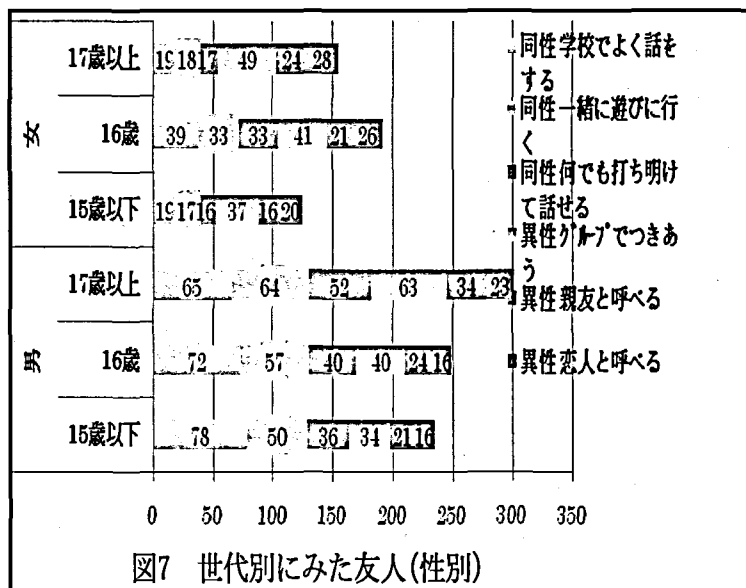 17歳以上 19 18 17 49 24 28
女 16歳 39 33 33 41 21 26
15歳以下 19 17 16 37 16 20
17歳以上 65 64 52 63 34 23
男 16歳 72 57 40 40 24 16
15歳以下 78 50 36 34 21 16
0 50 100 150 200 250 300 350
同性学校でよく話を
する
同性一緒に遊びに行
く
同性何でも打ち明け
て話せる
異性グループでつきあ
う
異性親友と呼べる
異性恋人と呼べる
図7 世代別にみた友人(性別)